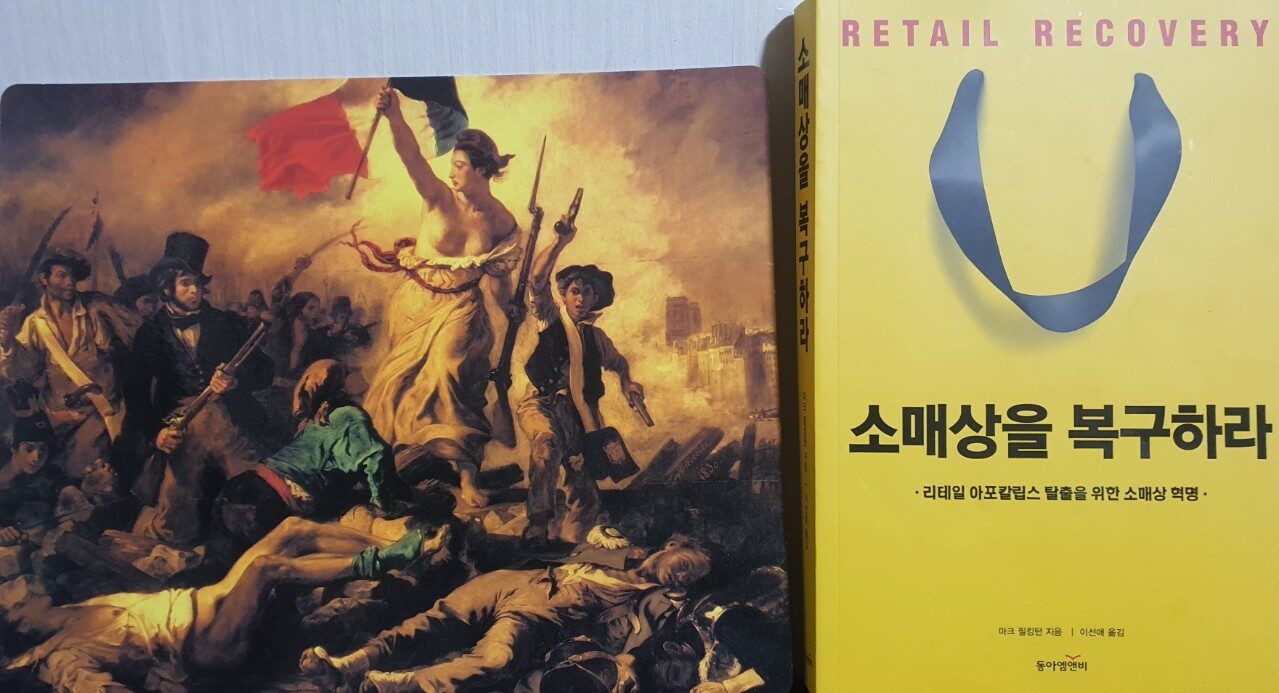 RETAIL RECOVERY
소매상을 복구하라
소매상을 복구하라
·리테일 아포칼립스 탈출을 위한 소매상 혁명·
마크 필킹턴 지음 | 이선애 옮김
동아엠앤비
1830